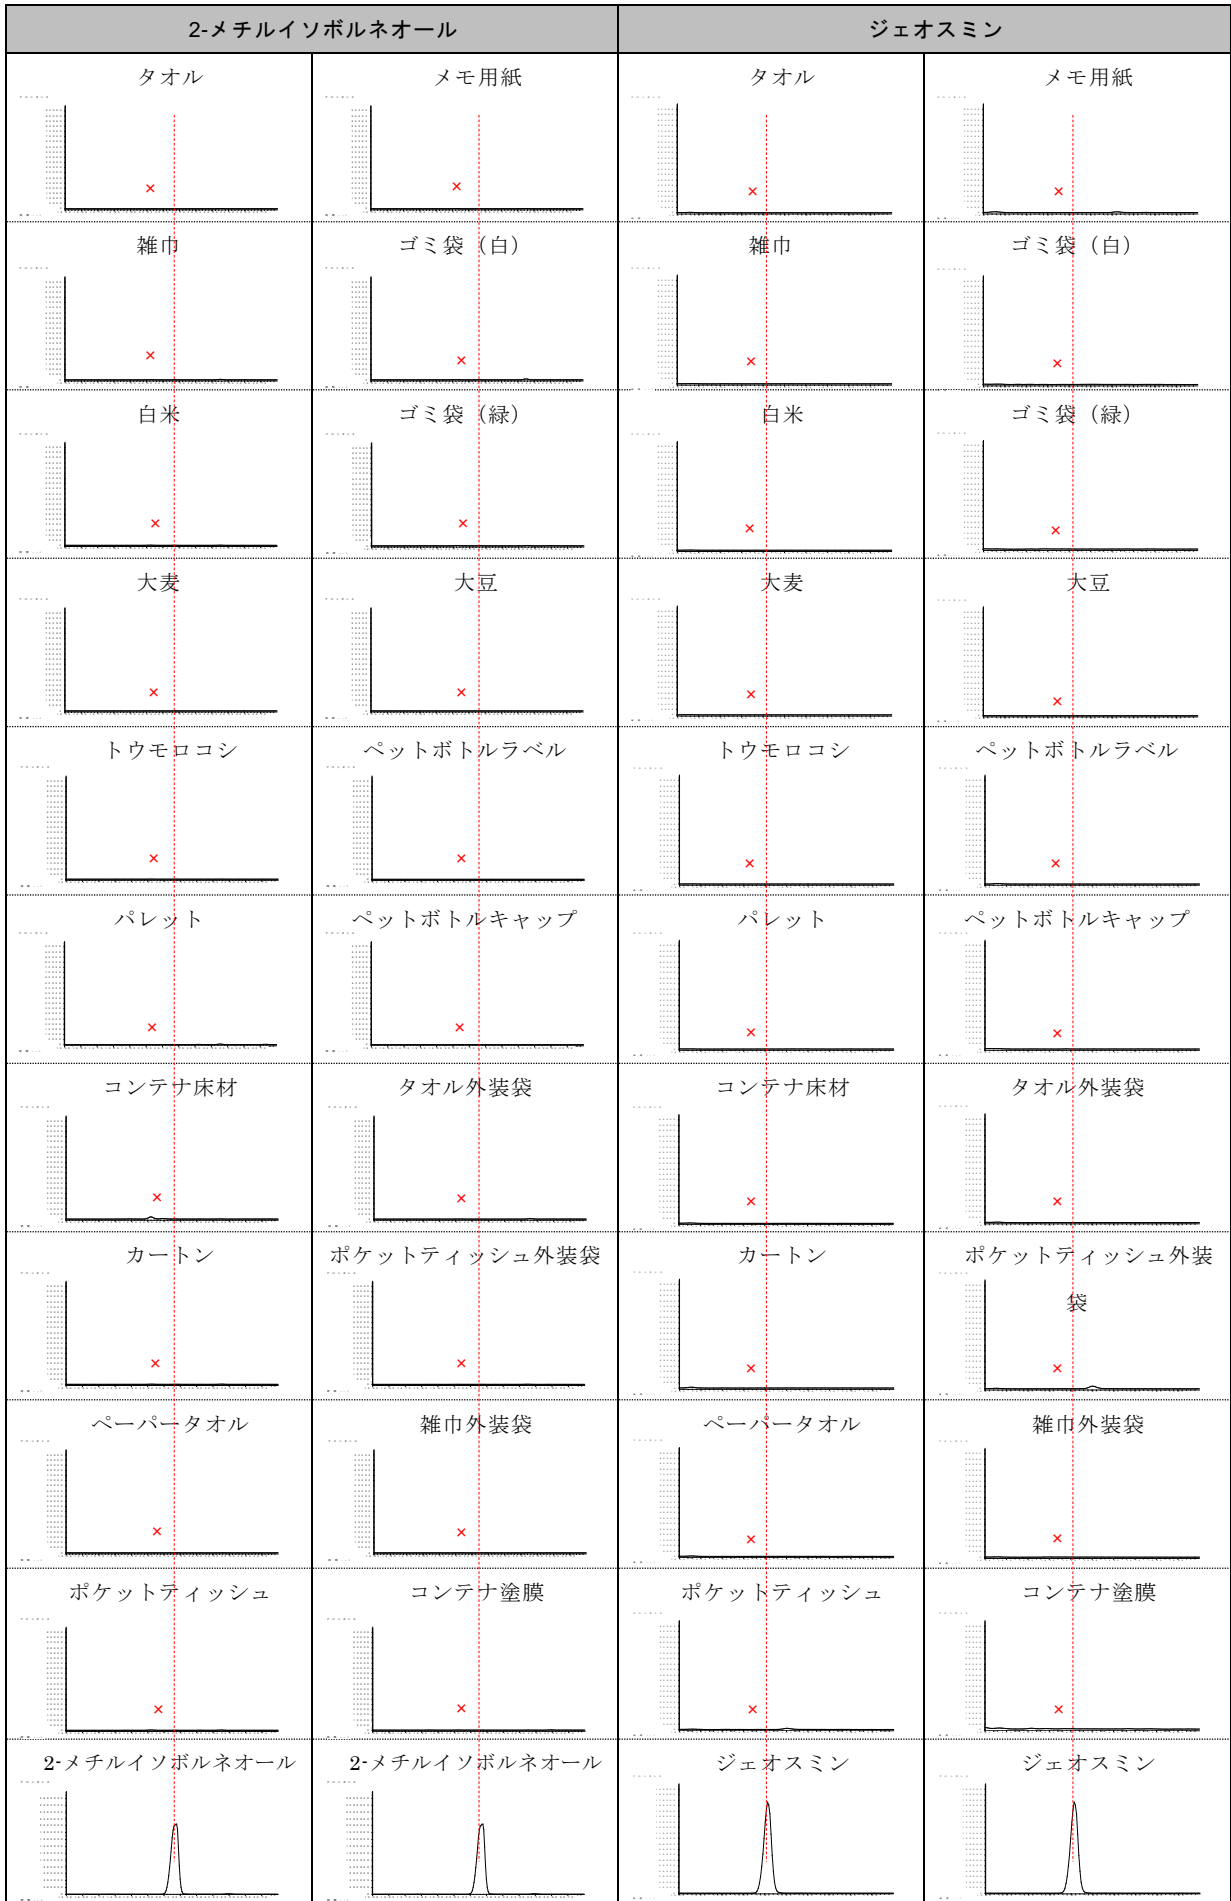 2-メチルイソボルネオール ジェオスミン
タオル メモ用紙 タオル メモ用紙
× × × ×
雑巾 ゴミ袋（白） 雑巾 ゴミ袋（白）
× × × ×
白米 ゴミ袋（緑） 白米 ゴミ袋（緑）
× × × ×
大麦 大豆 大麦 大豆
× × × ×
トウモロコシ ペットボトルラベル トウモロコシ ペットボトルラベル
× × × ×
パレット ペットボトルキャップ パレット ペットボトルキャップ
× × × ×
コンテナ床材 タオル外装袋 コンテナ床材 タオル外装袋
× × × ×
カートン ポケットティッシュ外装袋 カートン ポケットティッシュ外装
袋
× × × ×
ペーパータオル 雑巾外装袋 ペーパータオル 雑巾外装袋
× × × ×
ポケットティッシュ コンテナ塗膜 ポケットティッシュ コンテナ塗膜
× × × ×
2-メチルイソボルネオール 2-メチルイソボルネオール ジェオスミン ジェオスミン